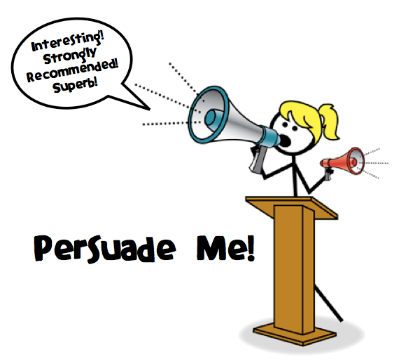 Interesting!
Strongly
Recommended!
Superb!
Persuade Me!